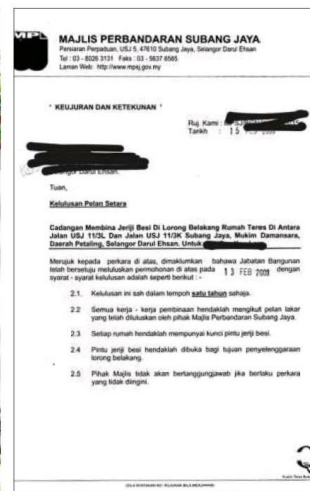 MAJLIS PERBANDARAN SUBANG JAYA
Persiaran Perpaduan, USJ 5, 47610 Subang Jaya, Selangor Darul Ehsan
Tel : 03 - 8026 3131 Faks : 03 - 5637 8585
Laman Web: http://www.mpsj.gov.my
' KEUJURAN DAN KETEKUNAN '
Ruj. Kami :
Tarikh : 15 FEB 2009
Darul Ehsan.
Tuan,
Kelulusan Pelan Setara
Cadangan Membina Jeriji Besi Di Lorong Belakang Rumah Teres Di Antara
Jalan USJ 11/3L Dan Jalan USJ 11/3K Subang Jaya, Mukim Damansara,
Daerah Petaling, Selangor Darul Ehsan. Untuk
Merujuk kepada perkara di atas, dimaklumkan bahawa Jabatan Bangunan
telah bersetuju meluluskan permohonan di atas pada 13 FEB 2009 dengan
syarat - syarat kelulusan adalah seperti berikut : -
2.1. Kelulusan ini sah dalam tempoh satu tahun sahaja.
2.2 Semua kerja - kerja pembinaan hendaklah mengikut pelan lakar
yang telah diluluskan oleh pihak Majlis Perbandaran Subang Jaya.
2.3 Setiap rumah hendaklah mempunyai kunci pintu jeriji besi.
2.4 Pintu jeriji besi hendaklah dibuka bagi tujuan penyelenggaraan
lorong belakang.
2.5 Pihak Majlis tidak akan bertanggungjawab jika berlaku perkara
yang tidak diingini.